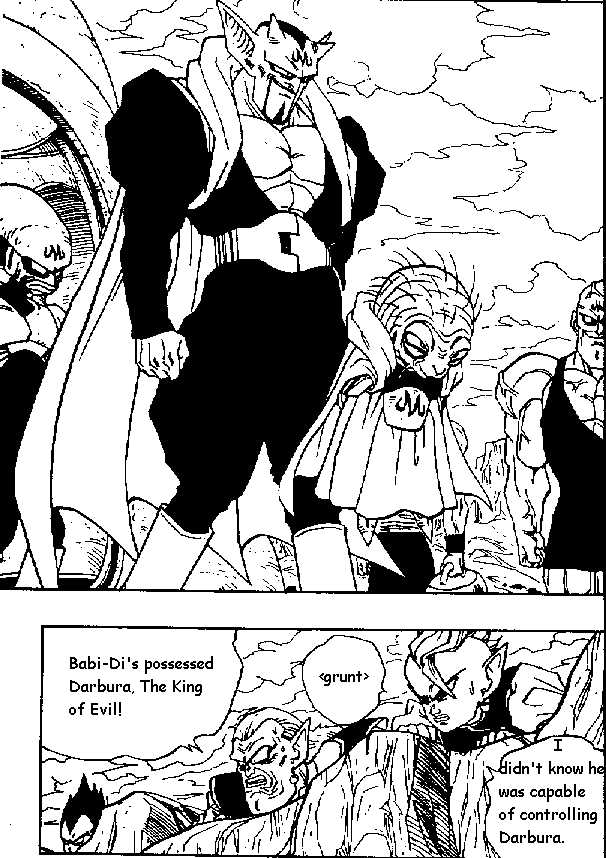 Babi-Di's possessed
Darbura, The King
of Evil!
<grunt>
I
didn't know he
was capable
of controlling
Darbura.